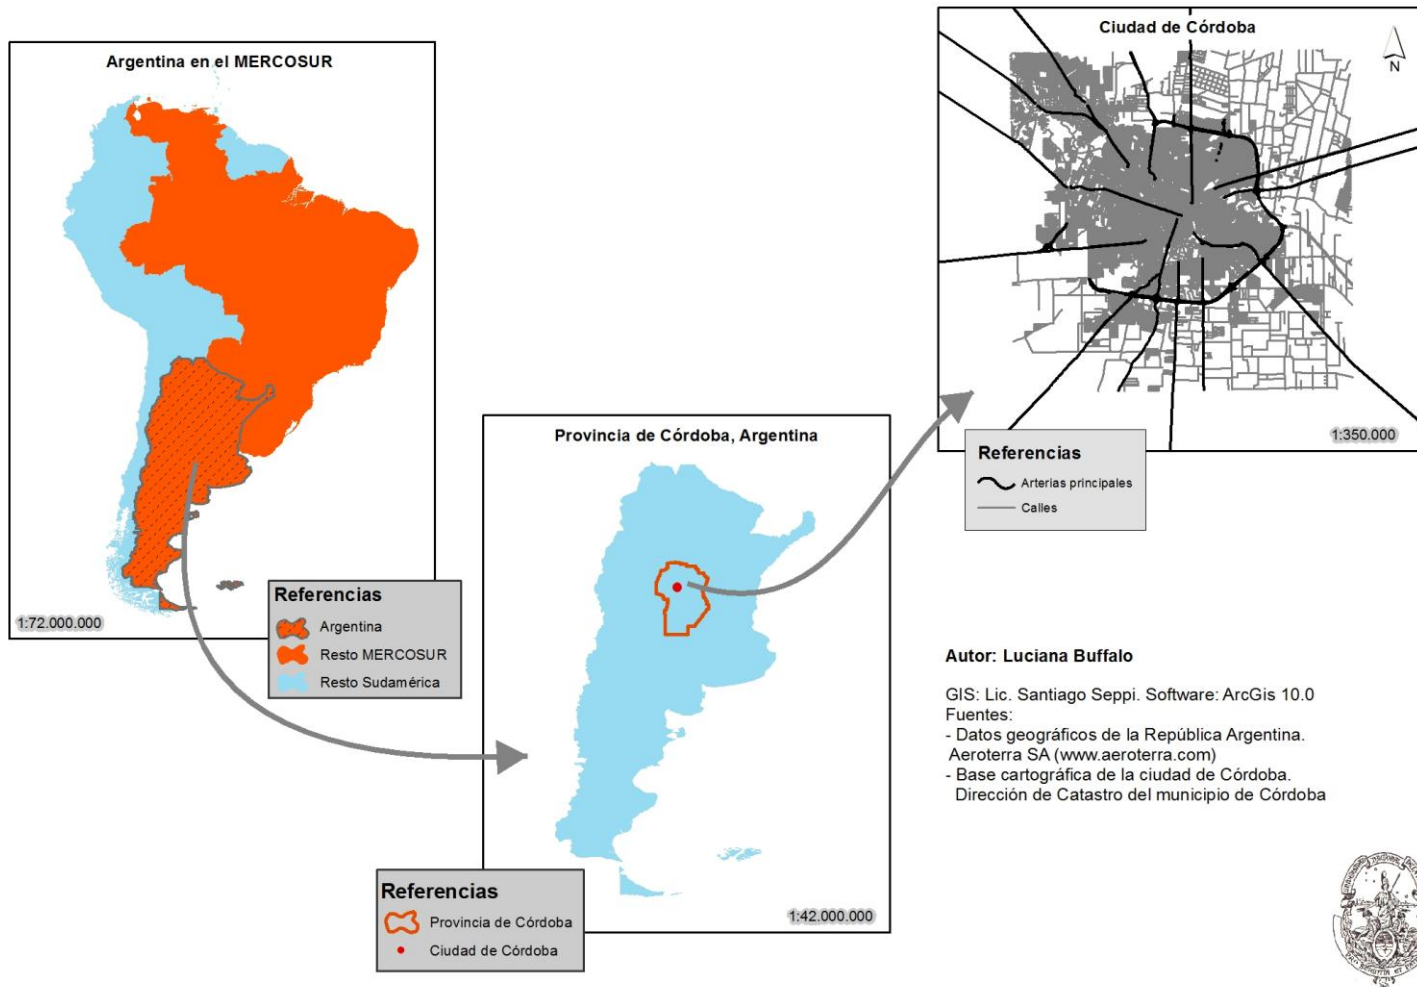 Argentina en el MERCOSUR
1:72.000.000
Referencias
Argentina
Resto MERCOSUR
Resto Sudamérica
Provincia de Córdoba, Argentina
1:42.000.000
Referencias
Provincia de Córdoba
Ciudad de Córdoba
Ciudad de Córdoba
N
1:350.000
Referencias
Arterias principales
Calles
Autor: Luciana Buffalo
GIS: Lic. Santiago Seppi. Software: ArcGis 10.0
Fuentes:
- Datos geográficos de la República Argentina.
Aeroterra SA (www.aeroterra.com)
- Base cartográfica de la ciudad de Córdoba.
Dirección de Catastro del municipio de Córdoba